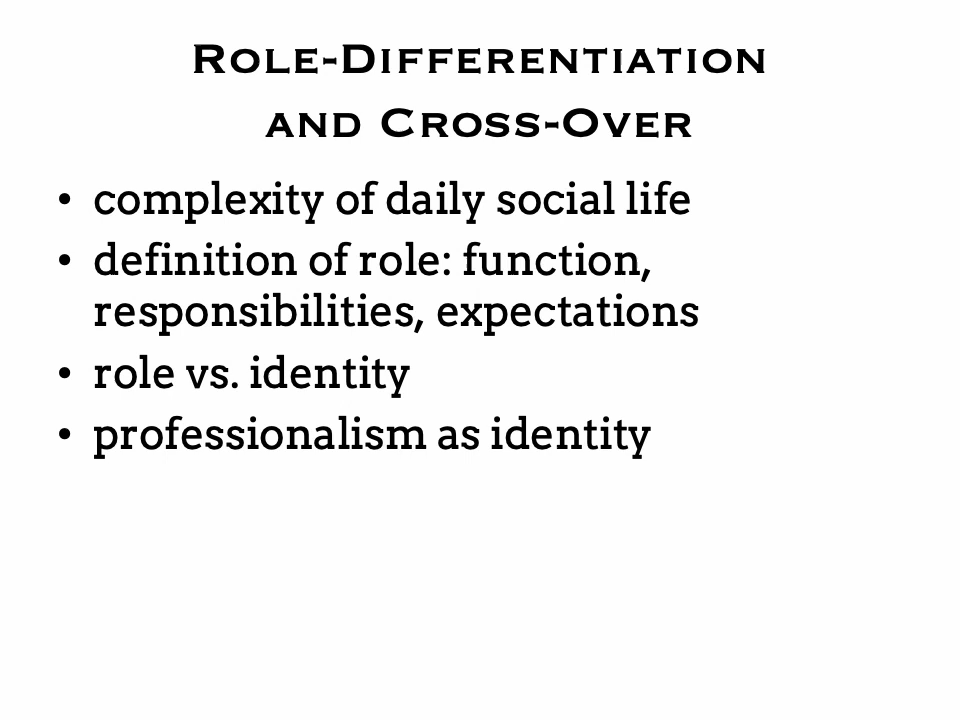 Role-Differentiation
and Cross-Over
• complexity of daily social life
• definition of role: function,
responsibilities, expectations
• role vs. identity
• professionalism as identity